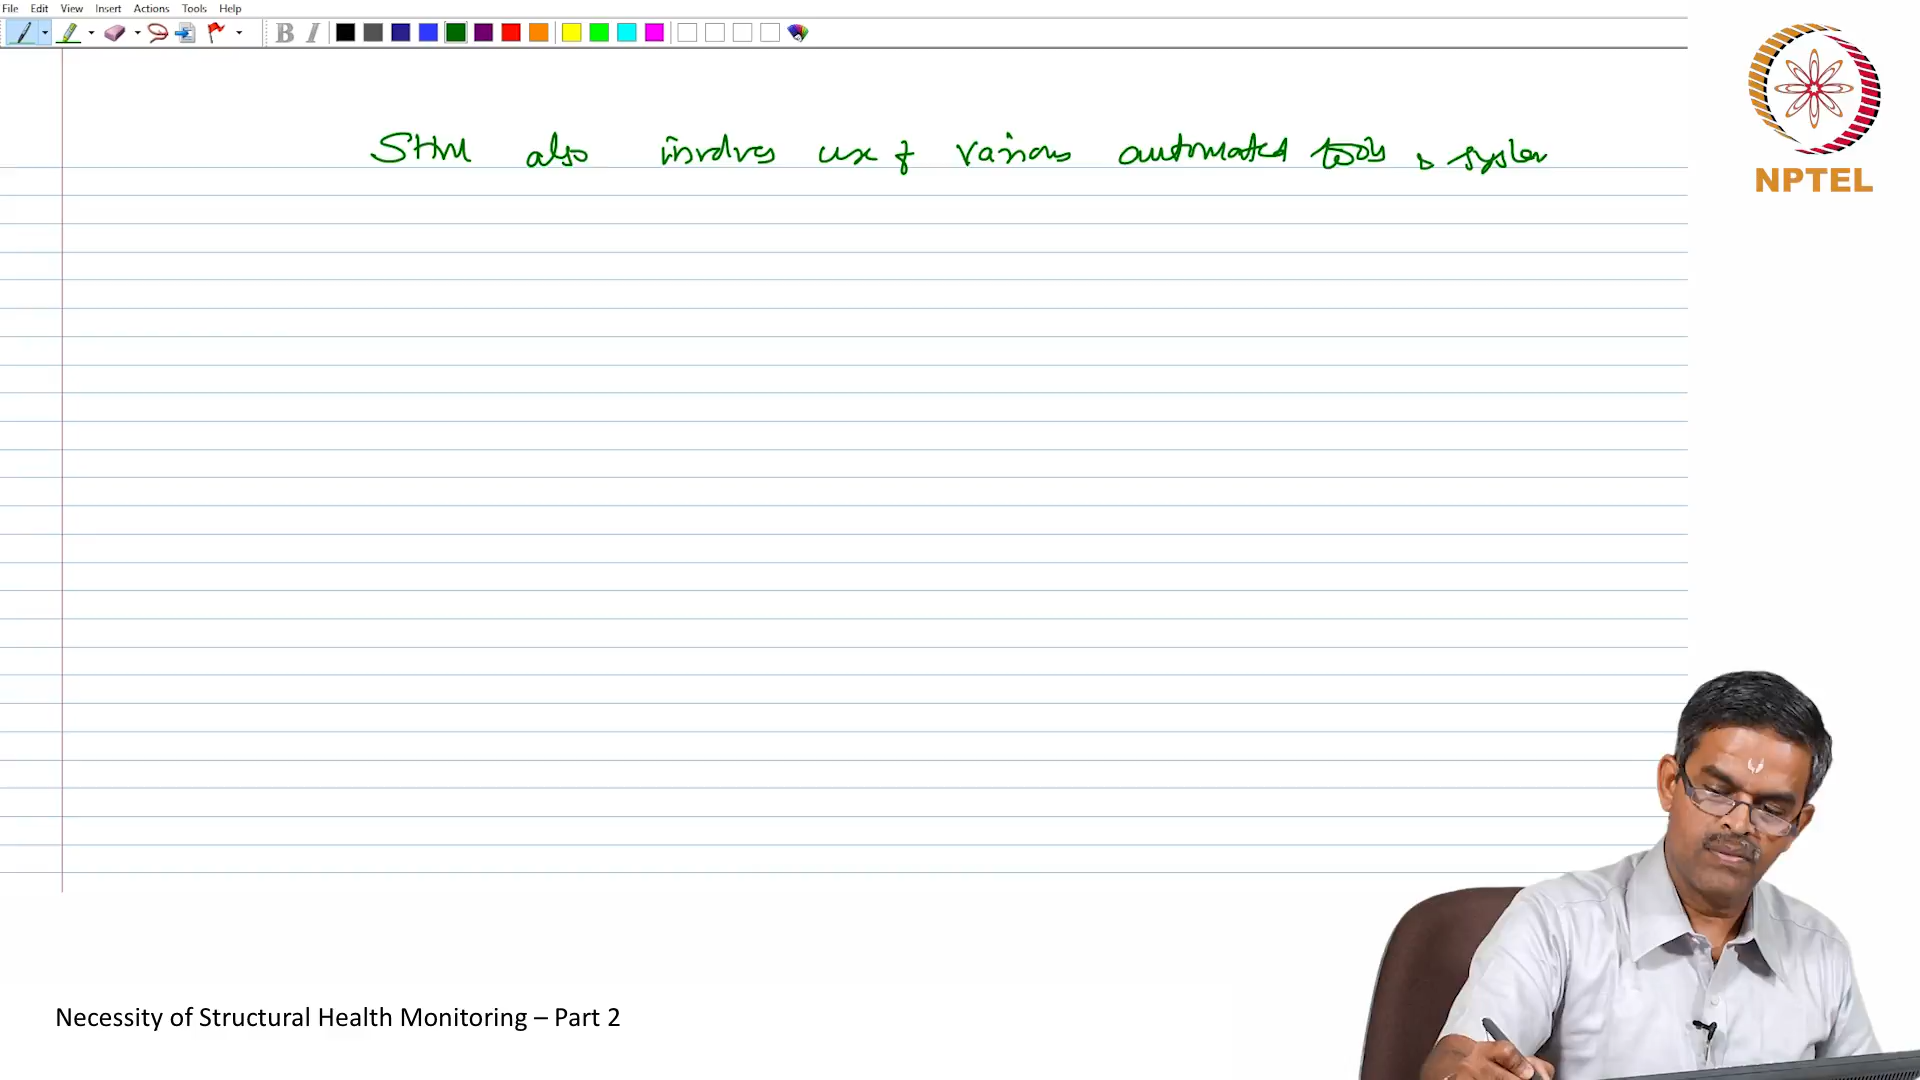 File Edit View Insert Actions Tools Help
B I
SHM also involves use of various automated tools & system
NPTEL
Necessity of Structural Health Monitoring – Part 2